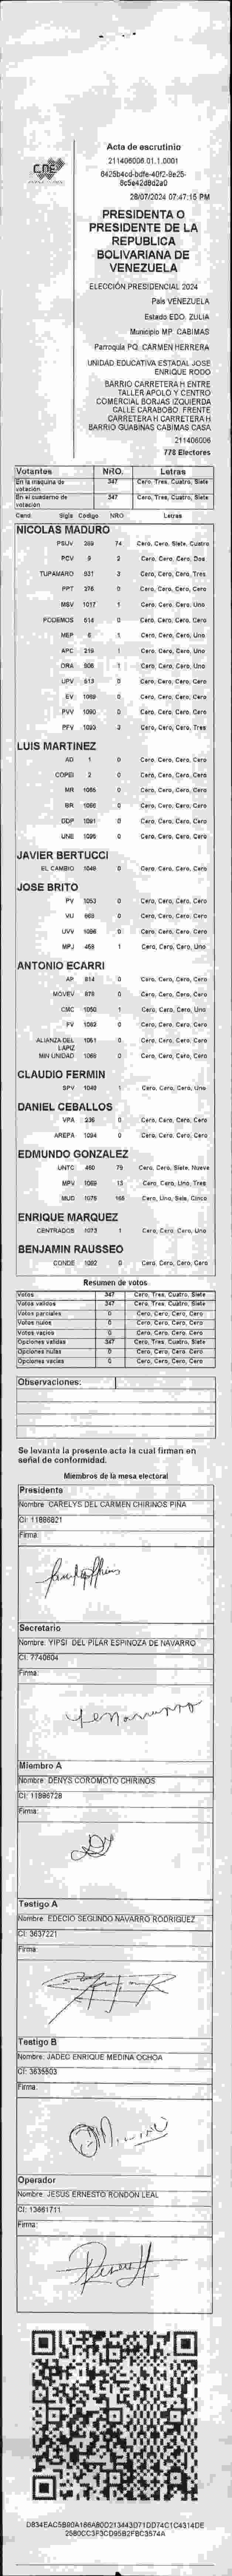 Acta de escrutinio
211406006.01.1.0001
8c5e42d8d2a0
28/07/2024 07:47:15 PM
PRESIDENTA O
PRESIDENTE DE LA
REPUBLICA
BOLIVARIANA DE
VENEZUELA
ELECCIÓN PRESIDENCIAL 2024
País VENEZUELA
Estado EDO. ZULIA
Municipio MP. CABIMAS
Parroquia PQ. CARMEN HERRERA
UNIDAD EDUCATIVA ESTADAL JOSE
ENRIQUE RODO
BARRIO CARRETERA H ENTRE
TALLER APOLO Y CENTRO
COMERCIAL BORJAS IZQUIERDA
CALLE CARABOBO. FRENTE
CARRETERA H CARRETERA H
BARRIO GUABINAS CABIMAS CASA
211406006
778 Electores
Votantes NRO. Letras
En la maquina de votación 347 Cero, Tres, Cuatro, Siete
En el cuaderno de votación 347 Cero, Tres, Cuatro, Siete
Cand. Sigla Código NRO. Letras
NICOLAS MADURO
PSUV 289 74 Cero, Cero, Siete, Cuatro
PCV 2 Cero, Cero, Cero, Dos
TUPAMARO 531 3 Cero, Cero, Cero, Tres
PPT 376 0 Cero, Cero, Cero, Cero
MSV 1017 1 Cero, Cero, Cero, Uno
PODEMOS 514 0 Cero, Cero, Cero, Cero
MEP 6 1 Cero, Cero, Cero, Uno
APC 219 1 Cero, Cero, Cero, Uno
ORA 906 1 Cero, Cero, Cero, Uno
UPV 513 0 Cero, Cero, Cero, Cero
EV 1069 0 Cero, Cero, Cero, Cero
PVV 1090 0 Cero, Cero, Cero, Cero
PFV 1093 3 Cero, Cero, Cero, Tres
LUIS MARTINEZ
AD 1 0 Cero, Cero, Cero, Cero
COPEI 2 0 Cero, Cero, Cero, Cero
MR 1065 0 Cero, Cero, Cero, Cero
BR 1086 0 Cero, Cero, Cero, Cero
DDP 1091 0 Cero, Cero, Cero, Cero
UNE 1096 0 Cero, Cero, Cero, Cero
JAVIER BERTUCCI
EL CAMBIO 1048 0 Cero, Cero, Cero, Cero
JOSE BRITO
PV 1053 0 Cero, Cero, Cero, Cero
VU 669 0 Cero, Cero, Cero, Cero
UVV 1098 0 Cero, Cero, Cero, Cero
MPJ 458 1 Cero, Cero, Cero, Uno
ANTONIO ECARRI
AP 814 0 Cero, Cero, Cero, Cero
MOVEV 878 0 Cero, Cero, Cero, Cero
CMC 1050 1 Cero, Cero, Cero, Uno
FV 1082 0 Cero, Cero, Cero, Cero
ALIANZA DEL LAPIZ 1051 0 Cero, Cero, Cero, Cero
MIN UNIDAD 1066 0 Cero, Cero, Cero, Cero
CLAUDIO FERMIN
SPV 1049 1 Cero, Cero, Cero, Uno
DANIEL CEBALLOS
VPA 236 0 Cero, Cero, Cero, Cero
AREPA 1094 0 Cero, Cero, Cero, Cero
EDMUNDO GONZALEZ
UNTC 460 79 Cero, Cero, Siete, Nueve
MPV 1069 13 Cero, Cero, Uno, Tres
MUD 1076 165 Cero, Uno, Seis, Cinco
ENRIQUE MARQUEZ
CENTRADOS 1073 1 Cero, Cero, Cero, Uno
BENJAMIN RAUSSEO
CONDE 1092 0 Cero, Cero, Cero, Cero
Resumen de votos
Votos 347 Cero, Tres, Cuatro, Siete
Votos validos 347 Cero, Tres, Cuatro, Siete
Votos parciales 0 Cero, Cero, Cero, Cero
Votos nulos 0 Cero, Cero, Cero, Cero
Votos vacios 0 Cero, Cero, Cero, Cero
Opciones validas 347 Cero, Tres, Cuatro, Siete
Opciones nulas 0 Cero, Cero, Cero, Cero
Opciones vacias 0 Cero, Cero, Cero, Cero
Observaciones:
Se levanta la presente acta la cual firman en
señal de conformidad.
Miembros de la mesa electoral
Presidente
Nombre: CARELYS DEL CARMEN CHIRINOS PIÑA
CI: 11886821
Firma:
Secretario
Nombre: YIPSI DEL PILAR ESPINOZA DE NAVARRO
CI: 7740604
Firma:
Miembro A
Nombre: DENYS COROMOTO CHIRINOS
CI: 11886728
Firma:
Testigo A
Nombre: EDECIO SEGUNDO NAVARRO RODRIGUEZ
CI: 3637221
Firma:
Testigo B
Nombre: JADEC ENRIQUE MEDINA OCHOA
CI: 3635503
Firma:
Operador
Nombre: JESUS ERNESTO RONDON LEAL
CI: 13661711
Firma: